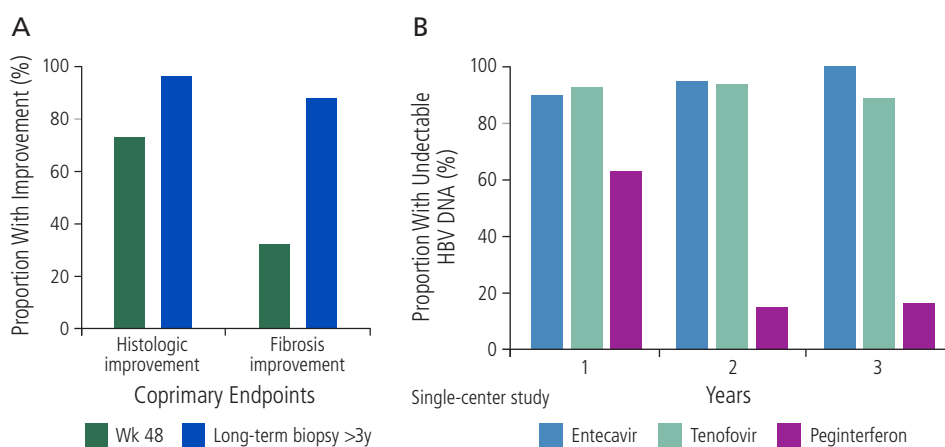 A
Proportion With Improvement (%)
100
80
60
40
20
0
Histologic
improvement
Fibrosis
improvement
Coprimary Endpoints
Wk 48
Long-term biopsy >3y
B
Proportion With Undectable
HBV DNA (%)
100
80
60
40
20
0
1
2
3
Single-center study
Years
Entecavir
Tenofovir
Peginterferon